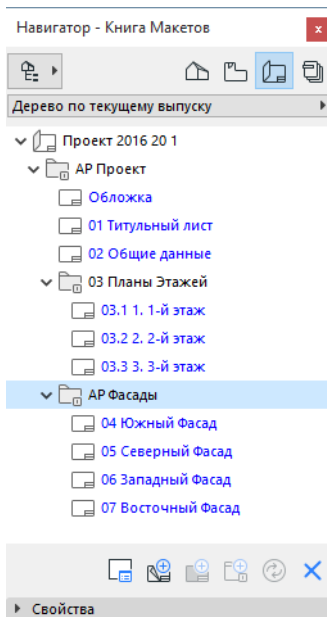 Навигатор - Книга Макетов
Дерево по текущему выпуску
Проект 2016 20 1
АР Проект
Обложка
01 Титульный лист
02 Общие данные
03 Планы Этажей
03.1 1. 1-й этаж
03.2 2. 2-й этаж
03.3 3. 3-й этаж
АР Фасады
04 Южный Фасад
05 Северный Фасад
06 Западный Фасад
07 Восточный Фасад
Свойства